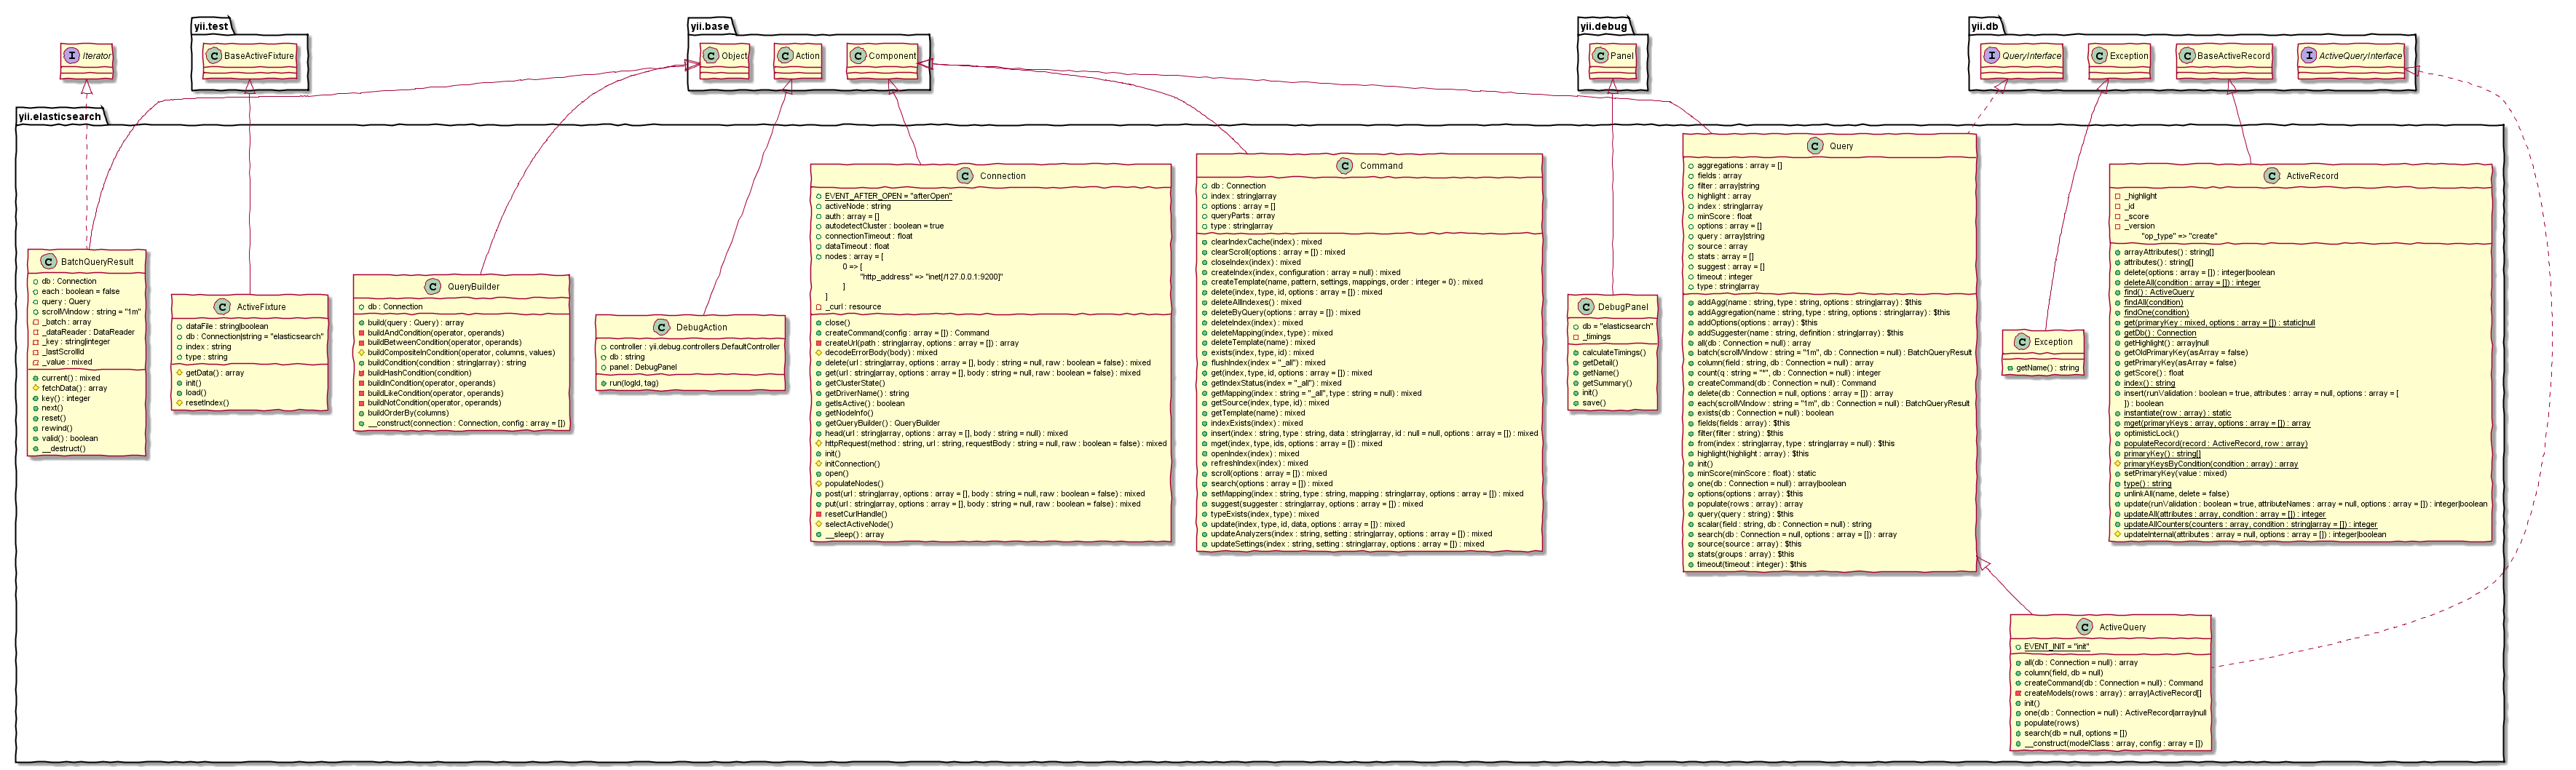 yii.test
yii.base
yii.debug
yii.db
I Iterator
C BaseActiveFixture
C Object
C Action
C Component
C Panel
I QueryInterface
C Exception
C BaseActiveRecord
I ActiveQueryInterface
yii.elasticsearch
C BatchQueryResult
db : Connection
each : boolean = false
query : Query
scrollWindow : string = "1m"
_batch : array
_dataReader : DataReader
_key : string|integer
_lastScrollId
_value : mixed
current() : mixed
fetchData() : array
key() : integer
next()
reset()
rewind()
valid() : boolean
__destruct()
C ActiveFixture
dataFile : string|boolean
db : Connection|string = "elasticsearch"
index : string
type : string
getData() : array
init()
load()
resetIndex()
C QueryBuilder
db : Connection
build(query : Query) : array
buildAndCondition(operator, operands)
buildBetweenCondition(operator, operands)
buildCompositeInCondition(operator, columns, values)
buildCondition(condition : string|array) : string
buildHashCondition(condition)
buildInCondition(operator, operands)
buildLikeCondition(operator, operands)
buildNotCondition(operator, operands)
buildOrderBy(columns)
__construct(connection : Connection, config : array = [])
C DebugAction
controller : yii.debug.controllers.DefaultController
db : string
panel : DebugPanel
run(logId, tag)
C Connection
EVENT_AFTER_OPEN = "afterOpen"
activeNode : string
auth : array = []
autodetectCluster : boolean = true
connectionTimeout : float
dataTimeout : float
nodes : array = [
0 => [
"http_address" => "inet[/127.0.0.1:9200]"
]
]
_curl : resource
close()
createCommand(config : array = []) : Command
createUrl(path : string|array, options : array = []) : array
decodeErrorBody(body) : mixed
delete(url : string|array, options : array = [], body : string = null, raw : boolean = false) : mixed
get(url : string|array, options : array = [], body : string = null, raw : boolean = false) : mixed
getClusterState()
getDriverName() : string
getIsActive() : boolean
getNodeInfo()
getQueryBuilder() : QueryBuilder
head(url : string|array, options : array = [], body : string = null) : mixed
httpRequest(method : string, url : string, requestBody : string = null, raw : boolean = false) : mixed
init()
initConnection()
open()
populateNodes()
post(url : string|array, options : array = [], body : string = null, raw : boolean = false) : mixed
put(url : string|array, options : array = [], body : string = null, raw : boolean = false) : mixed
resetCurlHandle()
selectActiveNode()
__sleep() : array
C Command
db : Connection
index : string|array
options : array = []
queryParts : array
type : string|array
clearIndexCache(index) : mixed
clearScroll(options : array = []) : mixed
closeIndex(index) : mixed
createIndex(index, configuration : array = null) : mixed
createTemplate(name, pattern, settings, mappings, order : integer = 0) : mixed
delete(index, type, id, options : array = []) : mixed
deleteAllIndexes() : mixed
deleteByQuery(options : array = []) : mixed
deleteIndex(index) : mixed
deleteMapping(index, type) : mixed
deleteTemplate(name) : mixed
exists(index, type, id) : mixed
flushIndex(index = "_all") : mixed
get(index, type, id, options : array = []) : mixed
getIndexStatus(index = "_all") : mixed
getMapping(index : string = "_all", type : string = null) : mixed
getSource(index, type, id) : mixed
getTemplate(name) : mixed
indexExists(index) : mixed
insert(index : string, type : string, data : string|array, id : null = null, options : array = []) : mixed
mget(index, type, ids, options : array = []) : mixed
openIndex(index) : mixed
refreshIndex(index) : mixed
scroll(options : array = []) : mixed
search(options : array = []) : mixed
setMapping(index : string, type : string, mapping : string|array, options : array = []) : mixed
suggest(suggester : string|array, options : array = []) : mixed
typeExists(index, type) : mixed
update(index, type, id, data, options : array = []) : mixed
updateAnalyzers(index : string, setting : string|array, options : array = []) : mixed
updateSettings(index : string, setting : string|array, options : array = []) : mixed
C DebugPanel
db = "elasticsearch"
_timings
calculateTimings()
getDetail()
getName()
getSummary()
init()
save()
C Query
aggregations : array = []
fields : array
filter : array|string
highlight : array
index : string|array
minScore : float
options : array = []
query : array|string
source : array
stats : array = []
suggest : array = []
timeout : integer
type : string|array
addAgg(name : string, type : string, options : string|array) : $this
addAggregation(name : string, type : string, options : string|array) : $this
addOptions(options : array) : $this
addSuggester(name : string, definition : string|array) : $this
all(db : Connection = null) : array
batch(scrollWindow : string = "1m", db : Connection = null) : BatchQueryResult
column(field : string, db : Connection = null) : array
count(q : string = "*", db : Connection = null) : integer
createCommand(db : Connection = null) : Command
delete(db : Connection = null, options : array = []) : array
each(scrollWindow : string = "1m", db : Connection = null) : BatchQueryResult
exists(db : Connection = null) : boolean
fields(fields : array) : $this
filter(filter : string) : $this
from(index : string|array, type : string|array = null) : $this
highlight(highlight : array) : $this
init()
minScore(minScore : float) : static
one(db : Connection = null) : array|boolean
options(options : array) : $this
populate(rows : array) : array
query(query : string) : $this
scalar(field : string, db : Connection = null) : string
search(db : Connection = null, options : array = []) : array
source(source : array) : $this
stats(groups : array) : $this
timeout(timeout : integer) : $this
C Exception
getName() : string
C ActiveRecord
_highlight
_id
_score
_version
"op_type" => "create"
arrayAttributes() : string[]
attributes() : string[]
delete(options : array = []) : integer|boolean
deleteAll(condition : array = []) : integer
find() : ActiveQuery
findAll(condition)
findOne(condition)
get(primaryKey : mixed, options : array = []) : static|null
getDb() : Connection
getHighlight() : array|null
getOldPrimaryKey(asArray = false)
getPrimaryKey(asArray = false)
getScore() : float
index() : string
insert(runValidation : boolean = true, attributes : array = null, options : array = [
]) : boolean
instantiate(row : array) : static
mget(primaryKeys : array, options : array = []) : array
optimisticLock()
populateRecord(record : ActiveRecord, row : array)
primaryKey() : string[]
primaryKeysByCondition(condition : array) : array
setPrimaryKey(value : mixed)
type() : string
unlinkAll(name, delete = false)
update(runValidation : boolean = true, attributeNames : array = null, options : array = []) : integer|boolean
updateAll(attributes : array, condition : array = []) : integer
updateAllCounters(counters : array, condition : string|array = []) : integer
updateInternal(attributes : array = null, options : array = []) : integer|boolean
C ActiveQuery
EVENT_INIT = "init"
all(db : Connection = null) : array
column(field, db = null)
createCommand(db : Connection = null) : Command
createModels(rows : array) : array|ActiveRecord[]
init()
one(db : Connection = null) : ActiveRecord|array|null
populate(rows)
search(db = null, options = [])
__construct(modelClass : array, config : array = [])